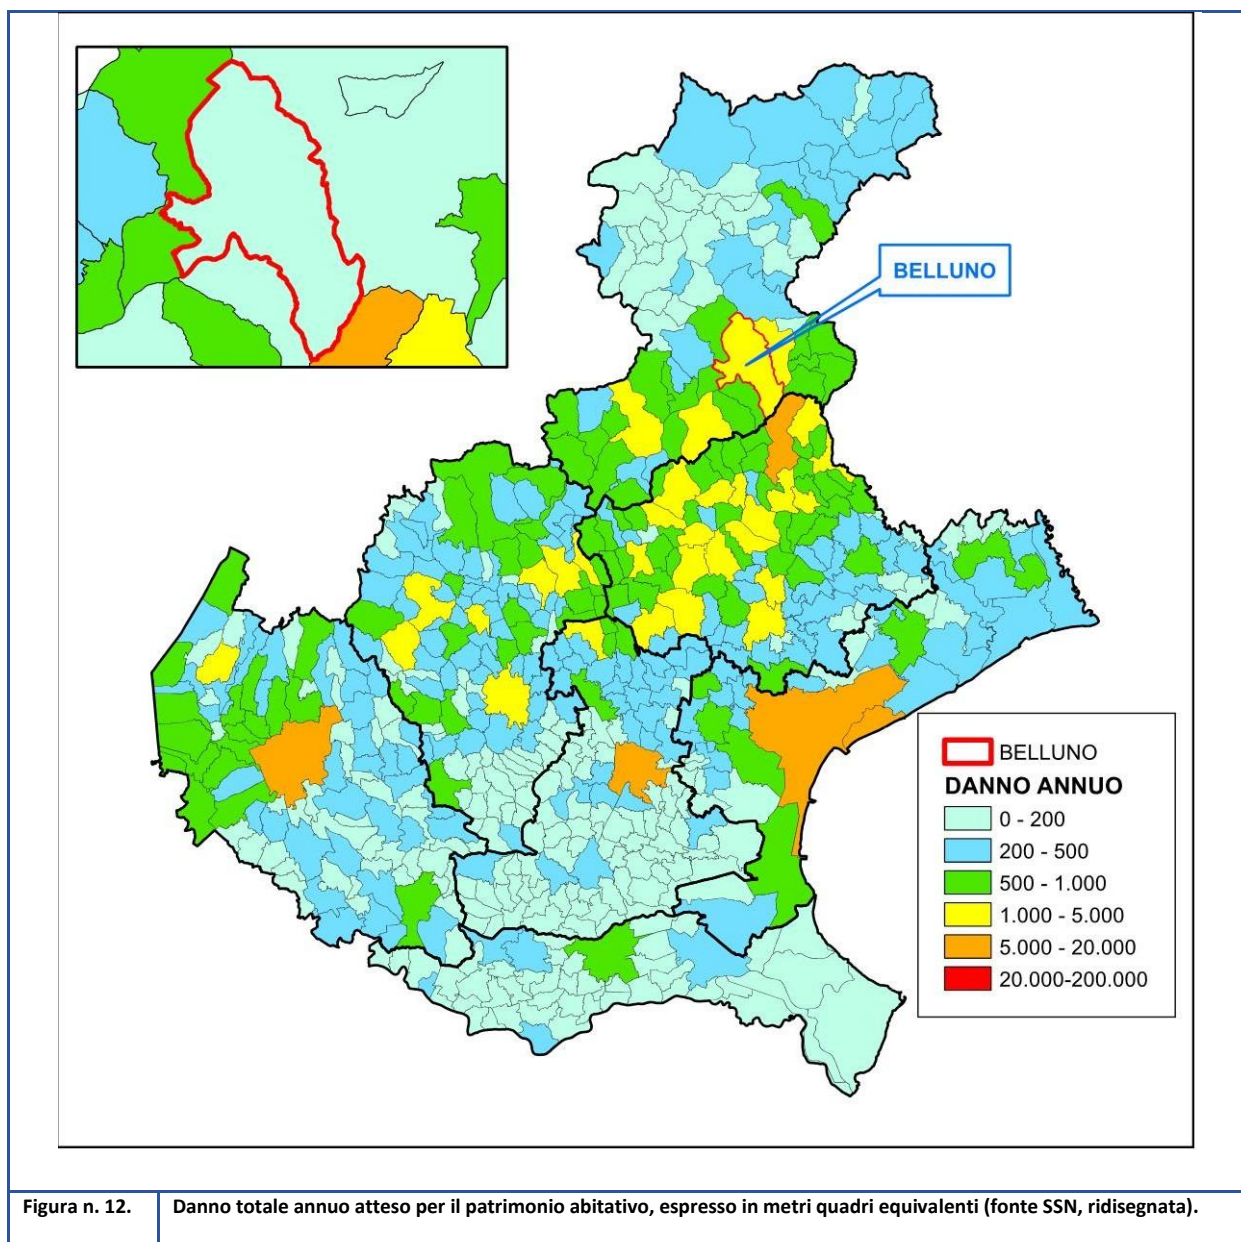 BELLUNO
BELLUNO
DANNO ANNUO
0 - 200
200 - 500
500 - 1.000
1.000 - 5.000
5.000 - 20.000
20.000-200.000
Figura n. 12. Danno totale annuo atteso per il patrimonio abitativo, espresso in metri quadri equivalenti (fonte SSN, ridisegnata).